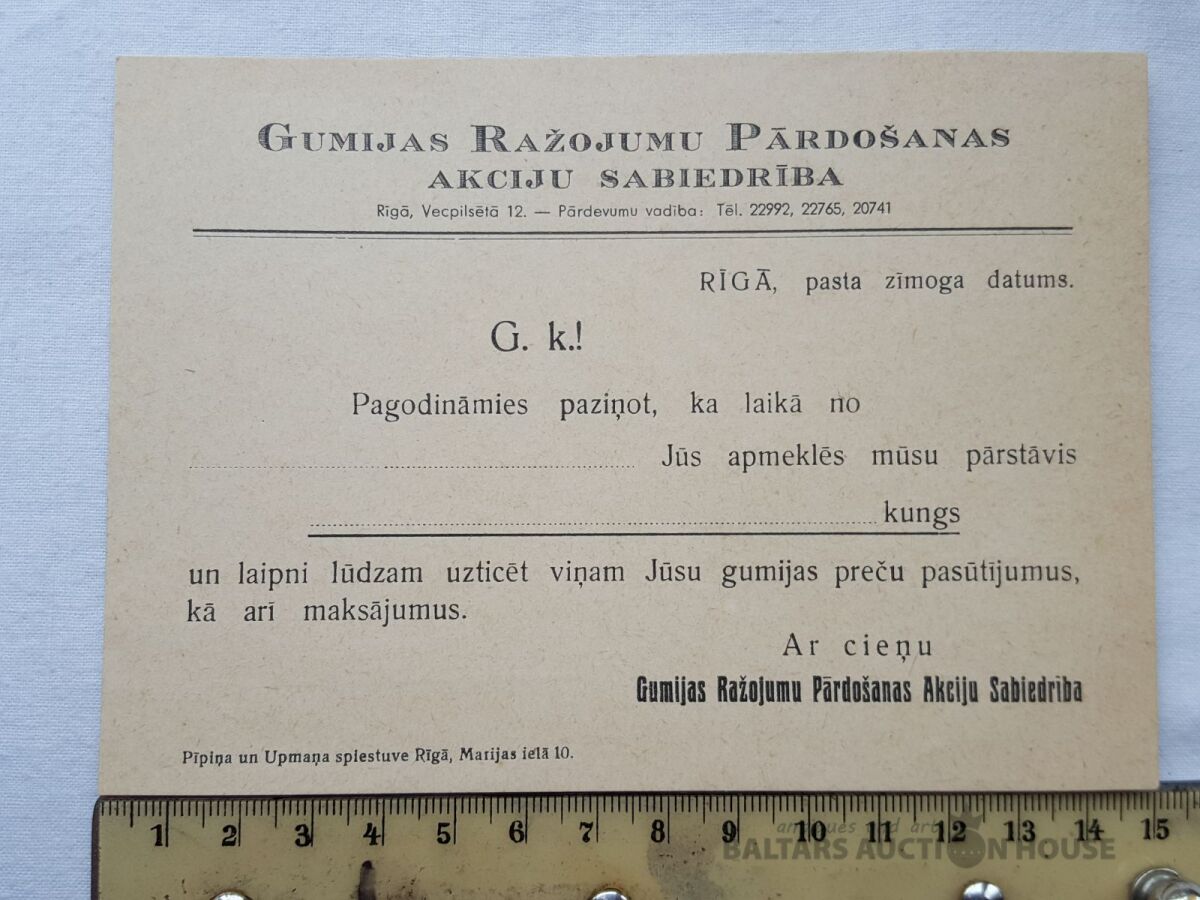 Gumijas Ražojumu Pārdošanas
akciju sabiedrība
Rīgā, Vecpilsētā 12. — Pārdevumu vadība: Tēl. 22992, 22765, 20741
RĪGĀ, pasta zīmoga datums.
G. k.!
Pagodināmies paziņot, ka laikā no
Jūs apmeklēs mūsu pārstāvis
kungs
un laipni lūdzam uzticēt viņam Jūsu gumijas preču pasūtījumus,
kā arī maksājumus.
Ar cieņu
Gumijas Ražojumu Pārdošanas Akciju Sabiedrība
Pīpiņa un Upmaņa spiestuve Rīgā, Marijas ielā 10.
1 2 3 4 5 6 7 8 9 10 11 12 13 14 15
antiques and art
BALTARS AUCTION HOUSE